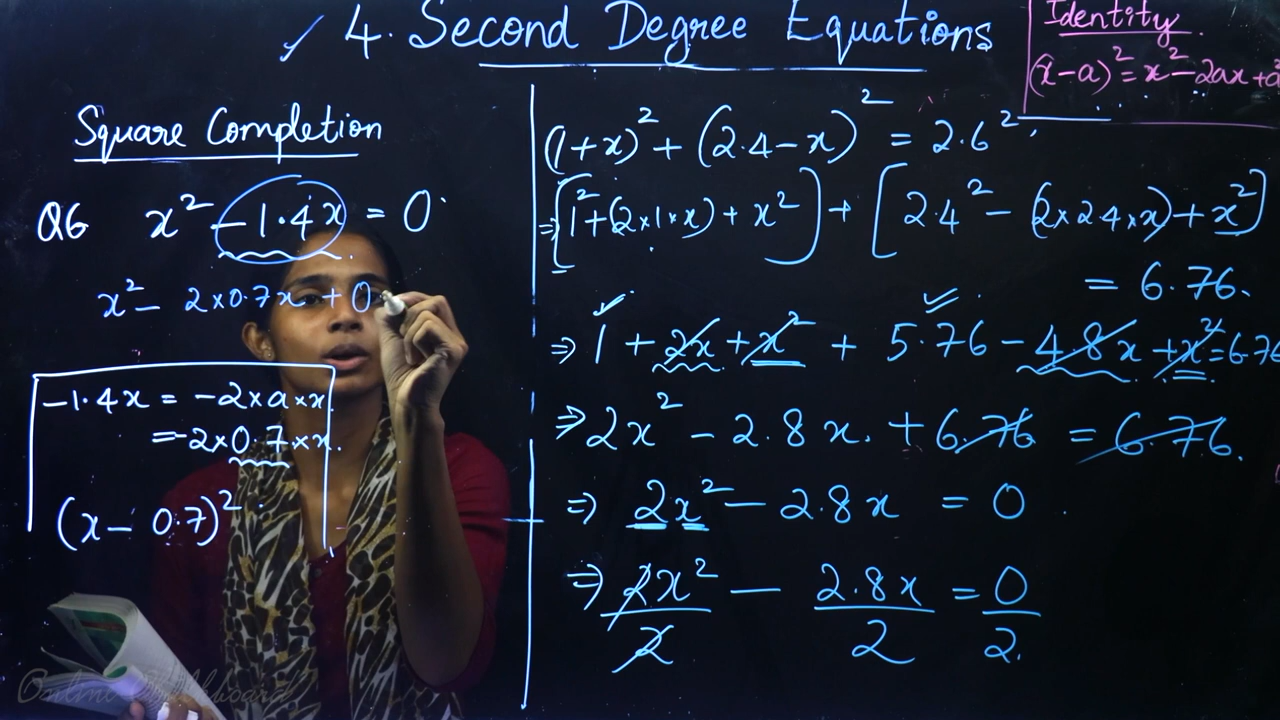 ✓ 4. Second Degree Equations
Identity
(x-a)² = x² - 2ax + a²
Square Completion
Q6 x² - 1.4x = 0
x² - 2×0.7x + 0
-1.4x = -2×a×x
= -2×0.7×x.
(x - 0.7)²
(1+x)² + (2.4-x)² = 2.6²
⇒ [1² + (2×1×x) + x²] + [2.4² - (2×2.4×x) + x²]
= 6.76.
⇒ 1 + 2x + x² + 5.76 - 4.8x + x² = 6.76
⇒ 2x² - 2.8x. + 6.76 = 6.76.
⇒ 2x² - 2.8x = 0
⇒ 2x²/2 - 2.8x/2 = 0/2.
Online